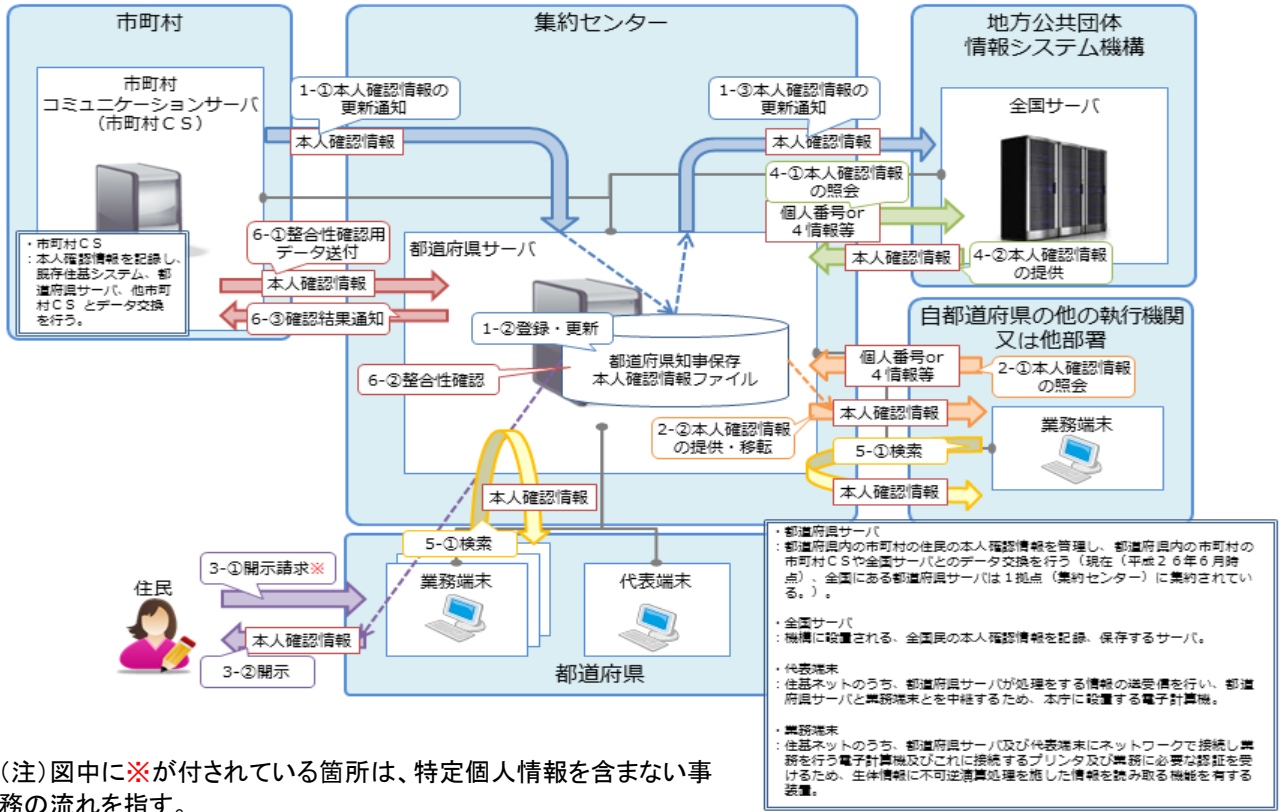 市町村
市町村
コミュニケーションサーバ
(市町村ＣＳ)
・市町村ＣＳ
：本人確認情報を記録し、
既存住基システム、都
道府県サーバ、他市町
村ＣＳ とデータ交換
を行う。
集約センター
1-①本人確認情報の
更新通知
本人確認情報
1-③本人確認情報の
更新通知
本人確認情報
地方公共団体
情報システム機構
全国サーバ
4-①本人確認情報
の照会
個人番号or
４情報等
本人確認情報
4-②本人確認情報
の提供
6-①整合性確認用
データ送付
本人確認情報
6-③確認結果通知
都道府県サーバ
1-②登録・更新
6-②整合性確認
都道府県知事保存
本人確認情報ファイル
自都道府県の他の執行機関
又は他部署
個人番号or
４情報等
2-①本人確認情報
の照会
本人確認情報
2-②本人確認情報
の提供・移転
業務端末
5-①検索
本人確認情報
本人確認情報
5-①検索
業務端末
代表端末
都道府県
住民
3-①開示請求※
本人確認情報
3-②開示
・都道府県サーバ
：都道府県内の市町村の住民の本人確認情報を管理し、都道府県内の市町村の
市町村ＣＳや全国サーバとのデータ交換を行う（現在（平成２６年６月時
点）、全国にある都道府県サーバは１拠点（集約センター）に集約されてい
る。）。
・全国サーバ
：機構に設置される、全国民の本人確認情報を記録、保存するサーバ。
・代表端末
：住基ネットのうち、都道府県サーバが処理をする情報の送受信を行い、都道
府県サーバと業務端末とを中継するため、本庁に設置する電子計算機。
・業務端末
：住基ネットのうち、都道府県サーバ及び代表端末にネットワークで接続し業
務を行う電子計算機及びこれに接続するプリンタ及び業務に必要な認証を受
けるため、生体情報に不可逆演算処理を施した情報を読み取る機能を有する
装置。
(注)図中に※が付されている箇所は、特定個人情報を含まない事
務の流れを指す。